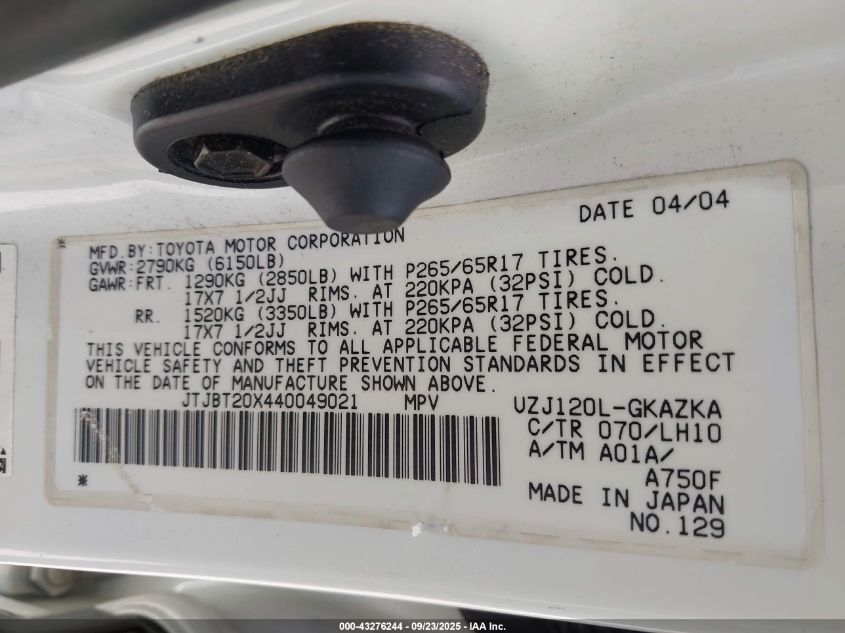 DATE 04/04
MFD.BY:TOYOTA MOTOR CORPORATION
GVWR:2790KG (6150LB)
GAWR:FRT. 1290KG (2850LB) WITH P265/65R17 TIRES.
17X7 1/2JJ RIMS. AT 220KPA (32PSI) COLD.
RR. 1520KG (3350LB) WITH P265/65R17 TIRES.
17X7 1/2JJ RIMS. AT 220KPA (32PSI) COLD.
THIS VEHICLE CONFORMS TO ALL APPLICABLE FEDERAL MOTOR
VEHICLE SAFETY AND THEFT PREVENTION STANDARDS IN EFFECT
ON THE DATE OF MANUFACTURE SHOWN ABOVE.
JTJBT20X440049021 MPV UZJ120L-GKAZKA
C/TR 070/LH10
A/TM A01A/
A750F
MADE IN JAPAN
NO.129
000-43276244 - 09/23/2025 - IAA Inc.